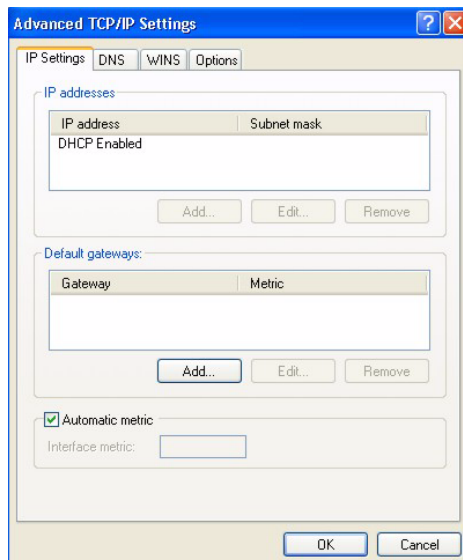 Advanced TCP/IP Settings
IP Settings DNS WINS Options
IP addresses
IP address Subnet mask
DHCP Enabled
Add... Edit... Remove
Default gateways:
Gateway Metric
Add... Edit... Remove
Automatic metric
Interface metric:
OK Cancel